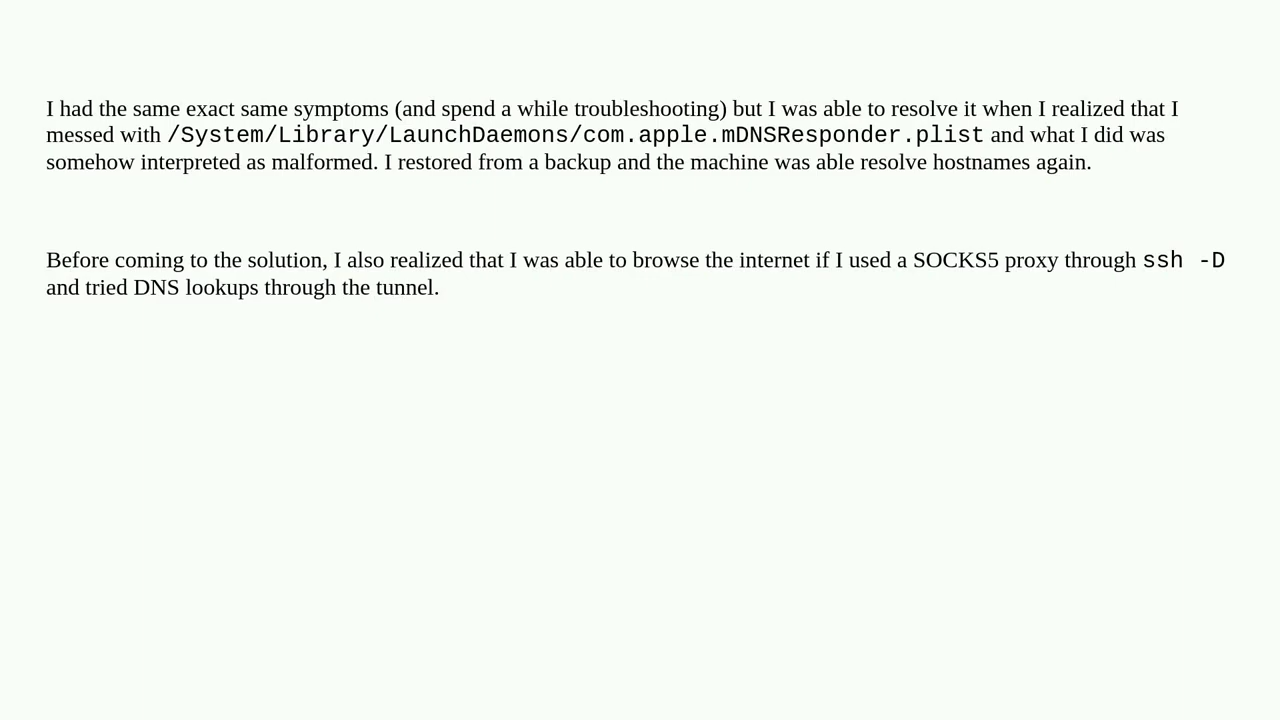 I had the same exact same symptoms (and spend a while troubleshooting) but I was able to resolve it when I realized that I
messed with /System/Library/LaunchDaemons/com.apple.mDNSResponder.plist and what I did was
somehow interpreted as malformed. I restored from a backup and the machine was able resolve hostnames again.
Before coming to the solution, I also realized that I was able to browse the internet if I used a SOCKS5 proxy through ssh -D
and tried DNS lookups through the tunnel.